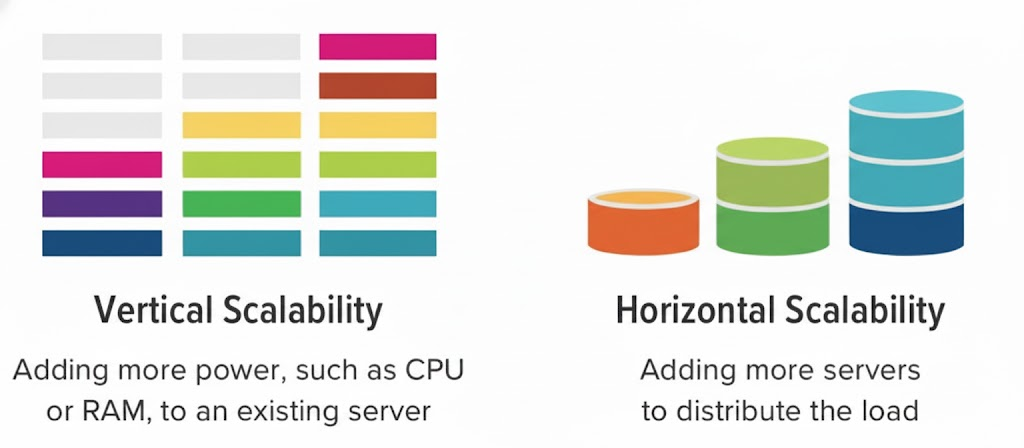 Vertical Scalability
Adding more power, such as CPU
or RAM, to an existing server
Horizontal Scalability
Adding more servers
to distribute the load